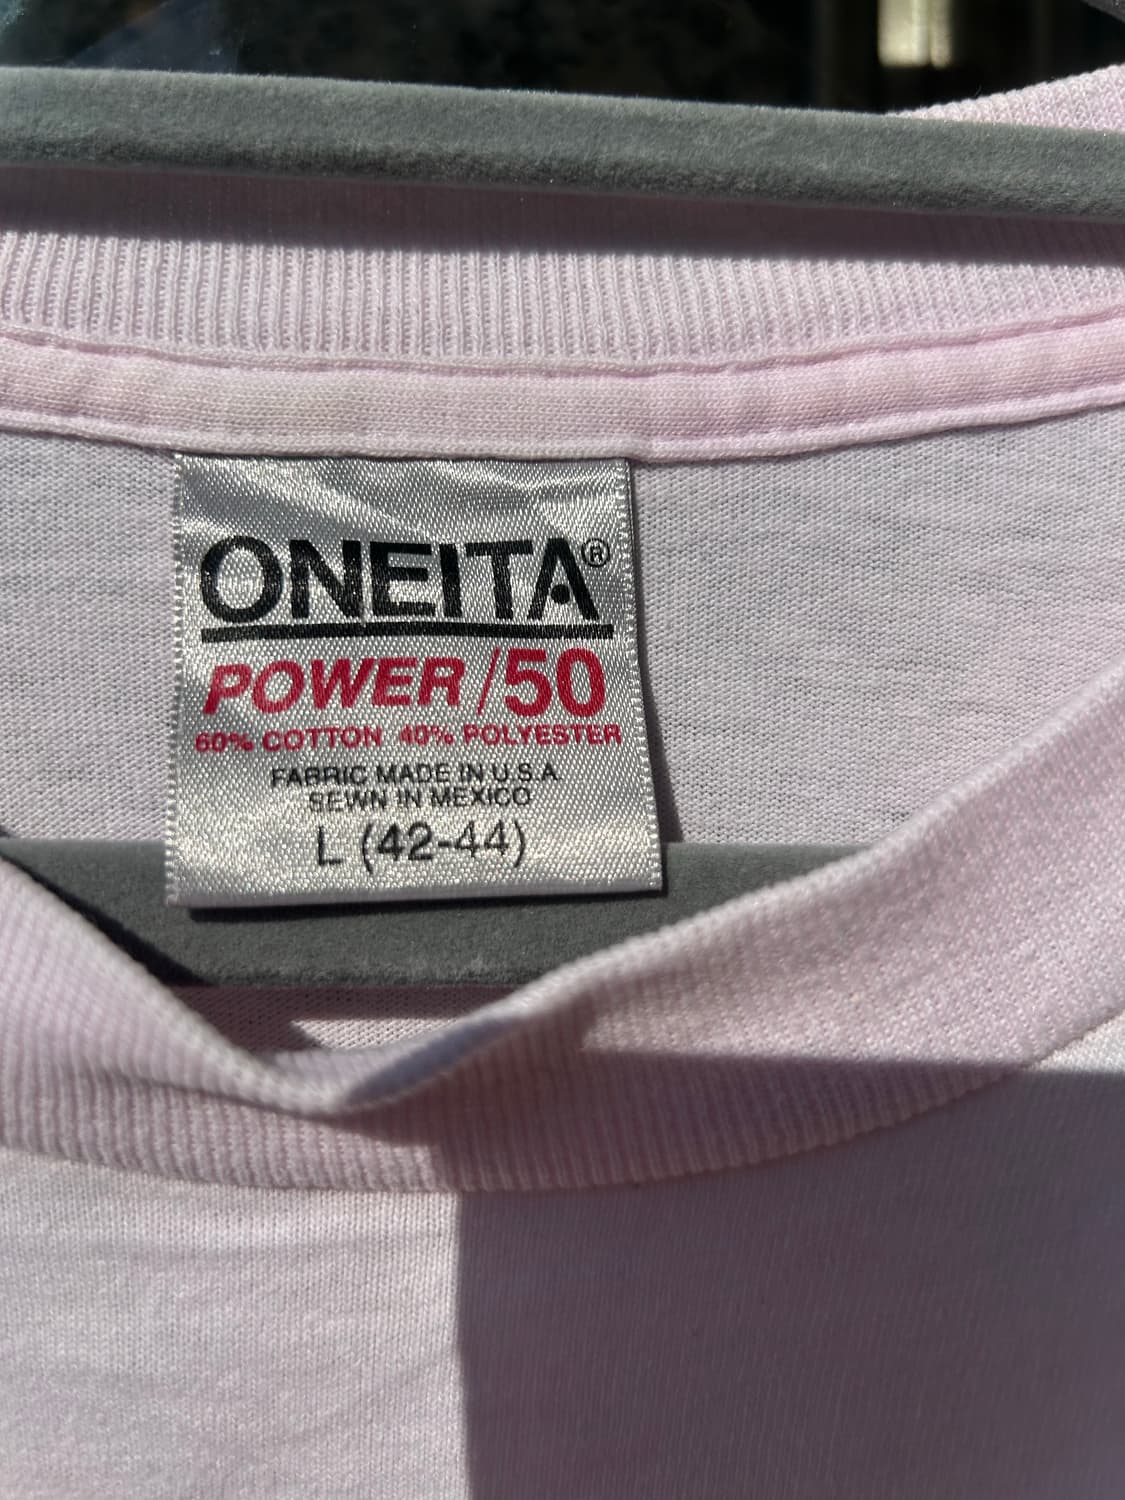 ONEITA®
POWER/50
60% COTTON 40% POLYESTER
FABRIC MADE IN U.S.A.
SEWN IN MEXICO
L (42-44)